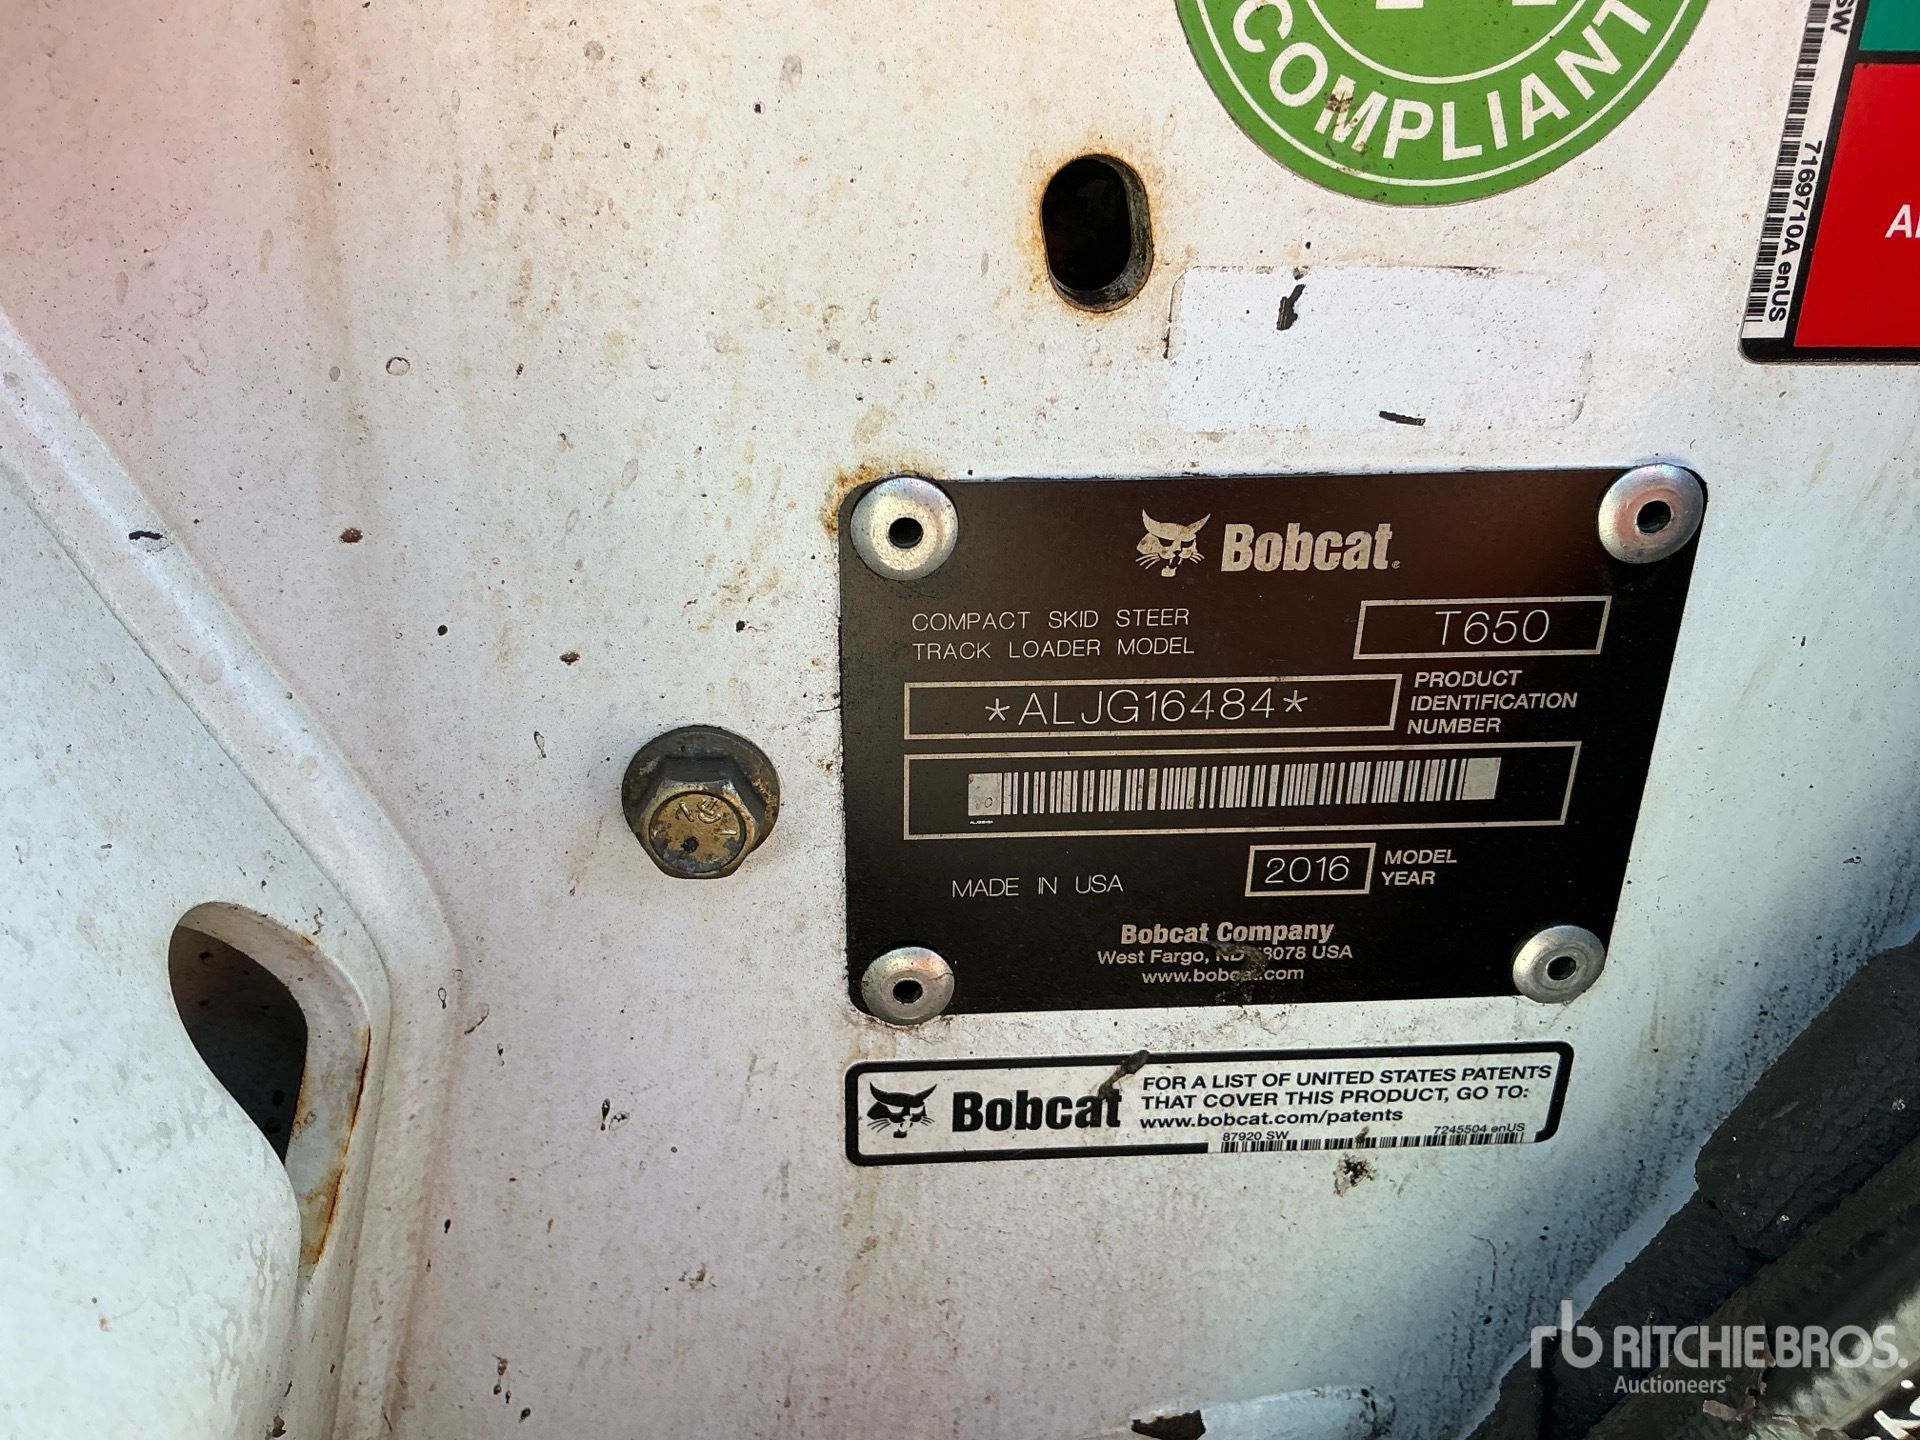 COMPLIANT
SW
7169710A enUS
Bobcat®
COMPACT SKID STEER
TRACK LOADER MODEL
T650
*ALJG16484*
PRODUCT
IDENTIFICATION
NUMBER
MADE IN USA
2016
MODEL
YEAR
Bobcat Company
West Fargo, ND 58078 USA
www.bobcat.com
Bobcat
FOR A LIST OF UNITED STATES PATENTS
THAT COVER THIS PRODUCT, GO TO:
www.bobcat.com/patents
87920 SW
7245504 enUS
rb RITCHIE BROS.
Auctioneers